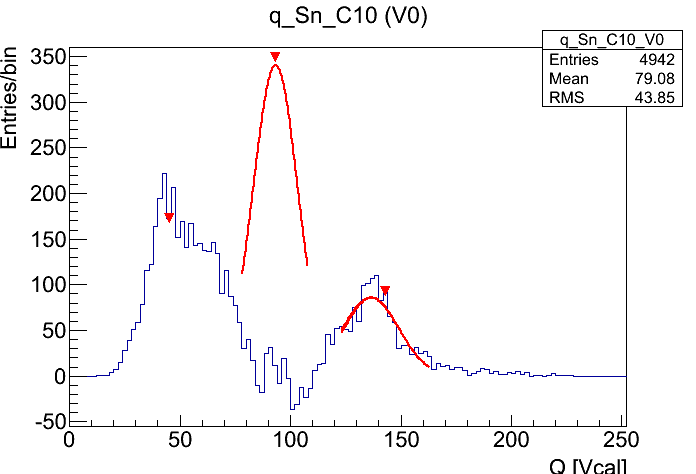 q_Sn_C10 (V0)
q_Sn_C10_V0
Entries 4942
Mean 79.08
RMS 43.85
Entries/bin
350
300
250
200
150
100
50
0
-50
0 50 100 150 200 250
Q [Vcal]